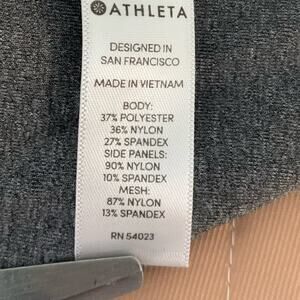 ATHLETA
DESIGNED IN
SAN FRANCISCO
MADE IN VIETNAM
BODY:
37% POLYESTER
36% NYLON
27% SPANDEX
SIDE PANELS:
90% NYLON
10% SPANDEX
MESH:
87% NYLON
13% SPANDEX
RN 54023